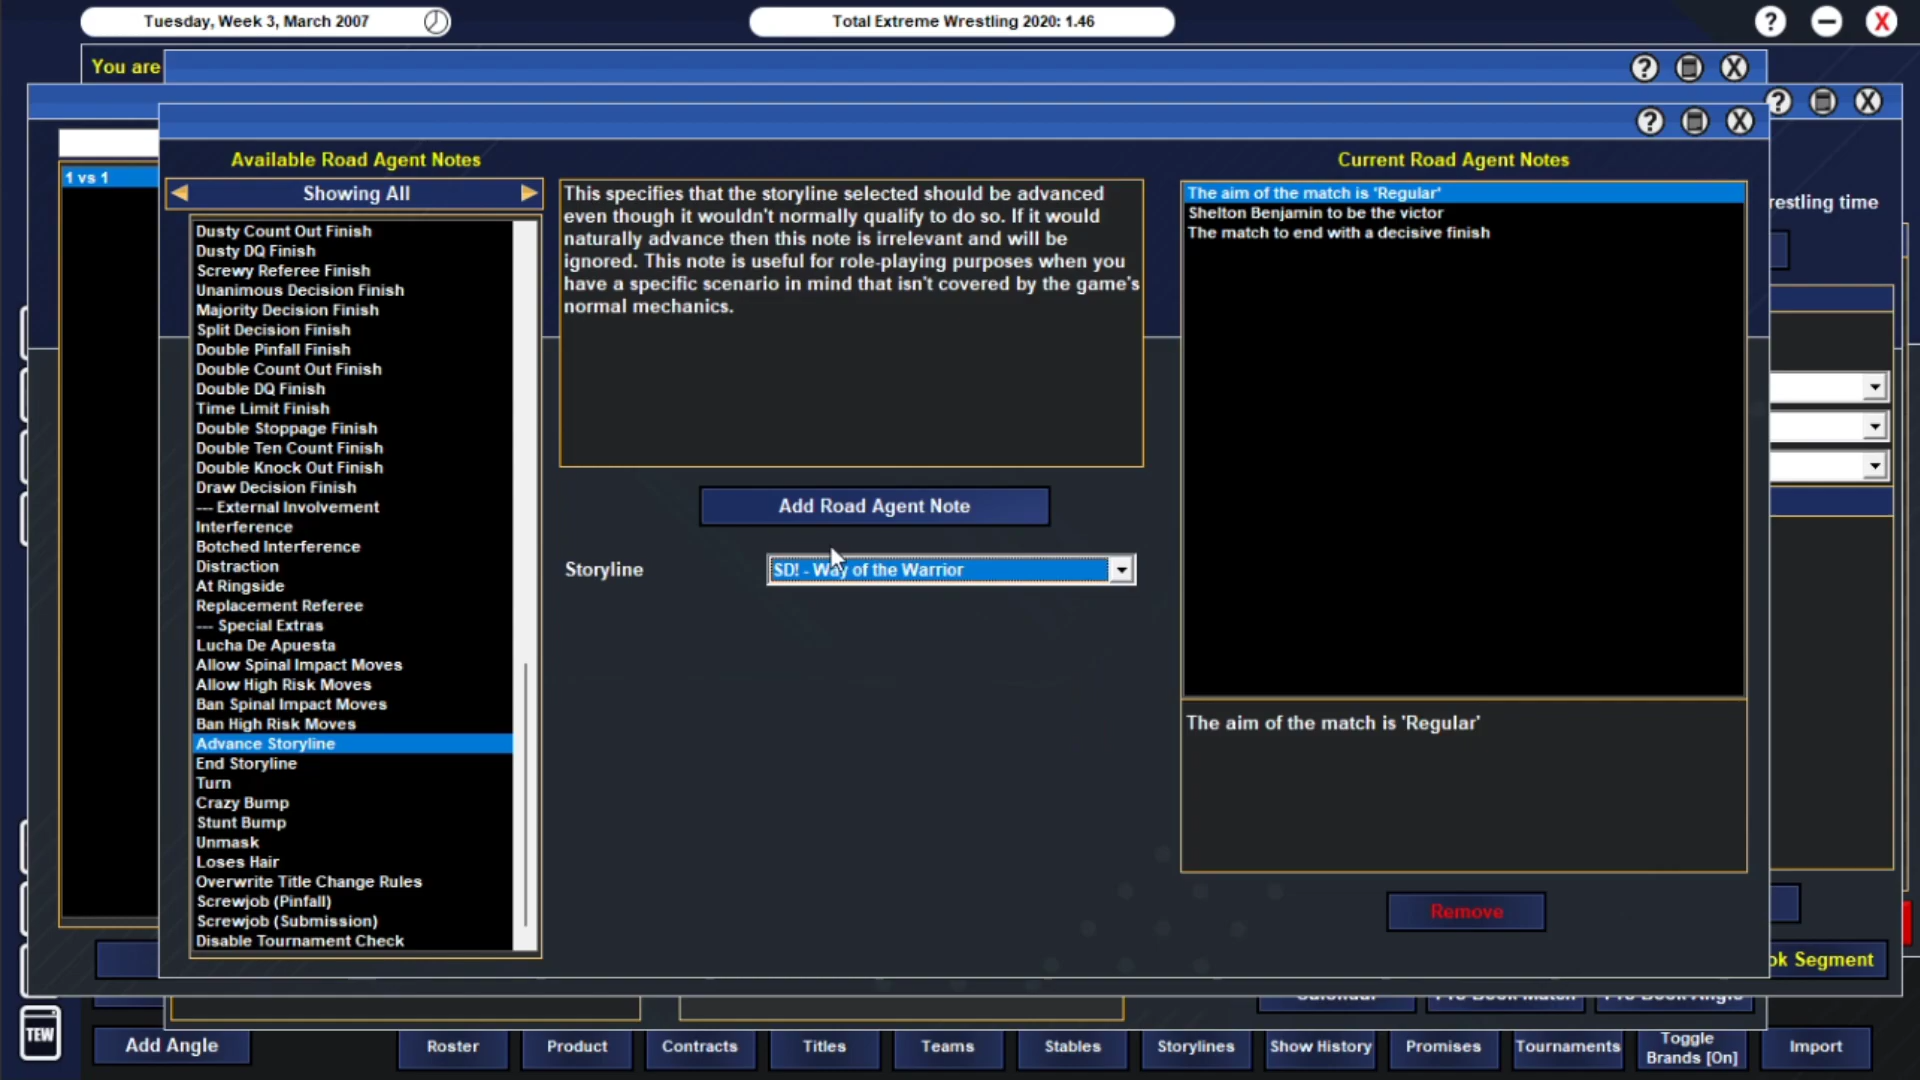 Tuesday, Week 3, March 2007
Total Extreme Wrestling 2020: 1.46
?
X
You are
? X
? X
? X
Available Road Agent Notes
Current Road Agent Notes
1 vs 1
Showing All
Dusty Count Out Finish
Dusty DQ Finish
Screwy Referee Finish
Unanimous Decision Finish
Majority Decision Finish
Split Decision Finish
Double Pinfall Finish
Double Count Out Finish
Double DQ Finish
Time Limit Finish
Double Stoppage Finish
Double Ten Count Finish
Double Knock Out Finish
Draw Decision Finish
--- External Involvement
Interference
Botched Interference
Distraction
At Ringside
Replacement Referee
--- Special Extras
Lucha De Apuesta
Allow Spinal Impact Moves
Allow High Risk Moves
Ban Spinal Impact Moves
Ban High Risk Moves
Advance Storyline
End Storyline
Turn
Crazy Bump
Stunt Bump
Unmask
Loses Hair
Overwrite Title Change Rules
Screwjob (Pinfall)
Screwjob (Submission)
Disable Tournament Check
This specifies that the storyline selected should be advanced
even though it wouldn't normally qualify to do so. If it would
naturally advance then this note is irrelevant and will be
ignored. This note is useful for role-playing purposes when you
have a specific scenario in mind that isn't covered by the game's
normal mechanics.
Add Road Agent Note
Storyline
SD! - Way of the Warrior
The aim of the match is 'Regular'
Shelton Benjamin to be the victor
The match to end with a decisive finish
The aim of the match is 'Regular'
Remove
restling time
ok Segment
TEW
Add Angle
Roster
Product
Contracts
Titles
Teams
Stables
Storylines
Show History
Promises
Tournaments
Toggle
Brands [On]
Import